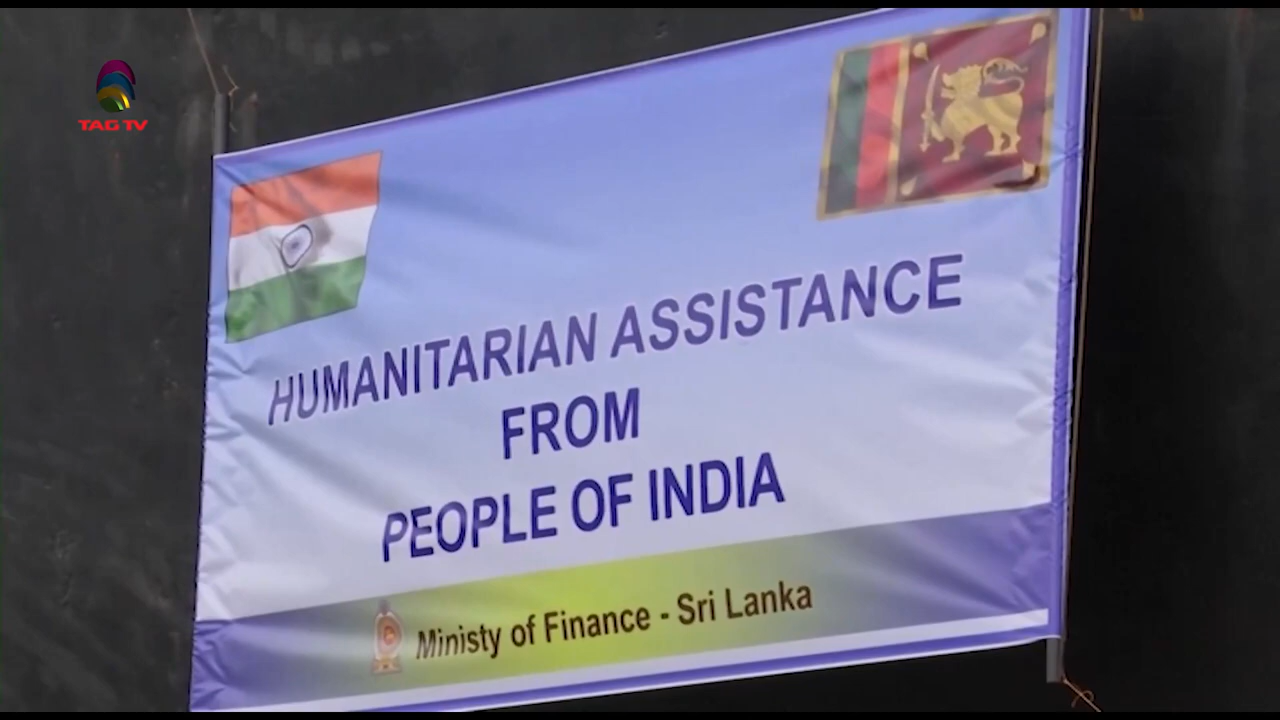 TAG TV
HUMANITARIAN ASSISTANCE
FROM
PEOPLE OF INDIA
Ministy of Finance - Sri Lanka